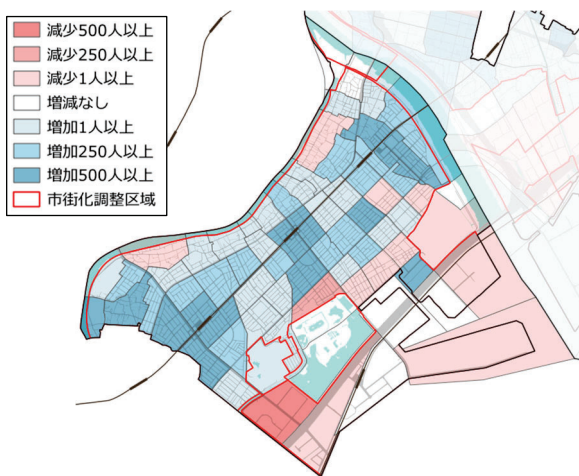 減少500人以上
減少250人以上
減少1人以上
増減なし
増加1人以上
増加250人以上
増加500人以上
市街化調整区域